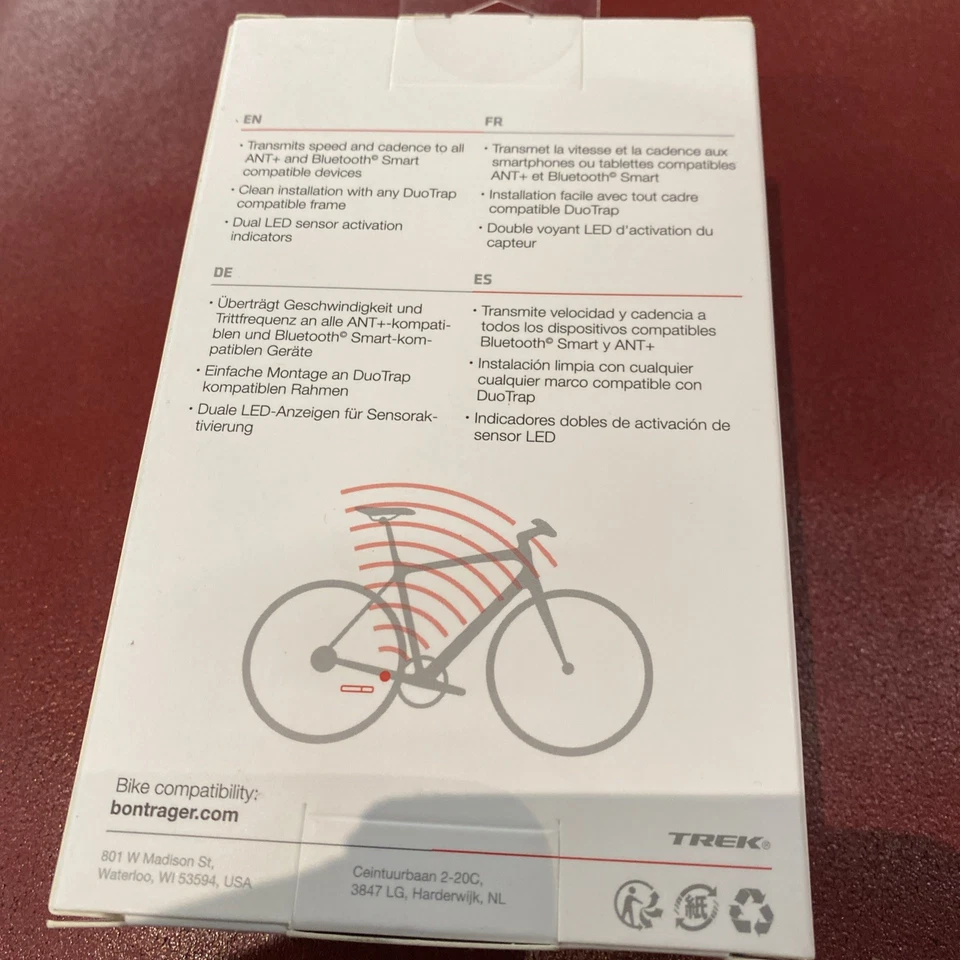 EN
• Transmits speed and cadence to all
ANT+ and Bluetooth© Smart
compatible devices
• Clean installation with any DuoTrap
compatible frame
• Dual LED sensor activation
indicators
FR
• Transmet la vitesse et la cadence aux
smartphones ou tablettes compatibles
ANT+ et Bluetooth© Smart
• Installation facile avec tout cadre
compatible DuoTrap
• Double voyant LED d'activation du
capteur
DE
• Überträgt Geschwindigkeit und
Trittfrequenz an alle ANT+-kompati-
blen und Bluetooth© Smart-kom-
patiblen Geräte
• Einfache Montage an DuoTrap
kompatiblen Rahmen
• Duale LED-Anzeigen für Sensorak-
tivierung
ES
• Transmite velocidad y cadencia a
todos los dispositivos compatibles
Bluetooth© Smart y ANT+
• Instalación limpia con cualquier
cualquier marco compatible con
DuoTrap
• Indicadores dobles de activación de
sensor LED
Bike compatibility:
bontrager.com
TREK®
801 W Madison St,
Waterloo, WI 53594, USA
Ceintuurbaan 2-20C,
3847 LG, Harderwijk, NL
紙